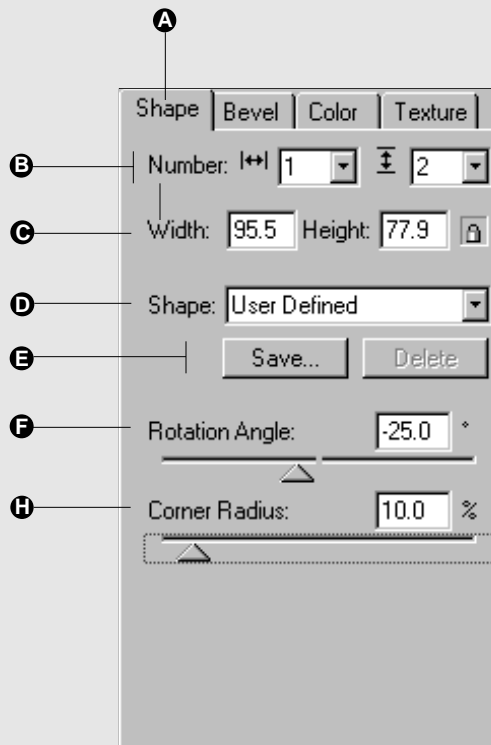 A
Shape Bevel Color Texture
B Number: 1 2
C Width: 95.5 Height: 77.9
D Shape: User Defined
E Save... Delete
F Rotation Angle: -25.0 °
H Corner Radius: 10.0 %